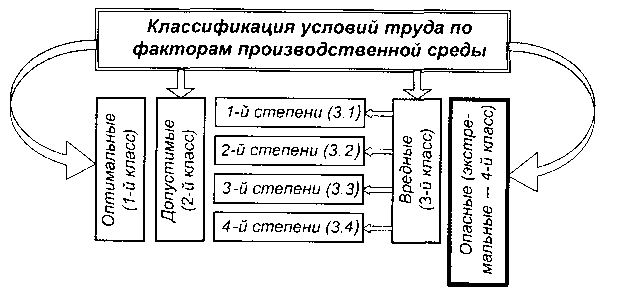 Классификация условий труда по
факторам производственной среды
Оптимальные
(1-й класс)
Допустимые
(2-й класс)
1-й степени (3.1)
2-й степени (3.2)
3-й степени (3.3)
4-й степени (3.4)
Вредные
(3-й класс)
Опасные (экстре-
мальные — 4-й класс)